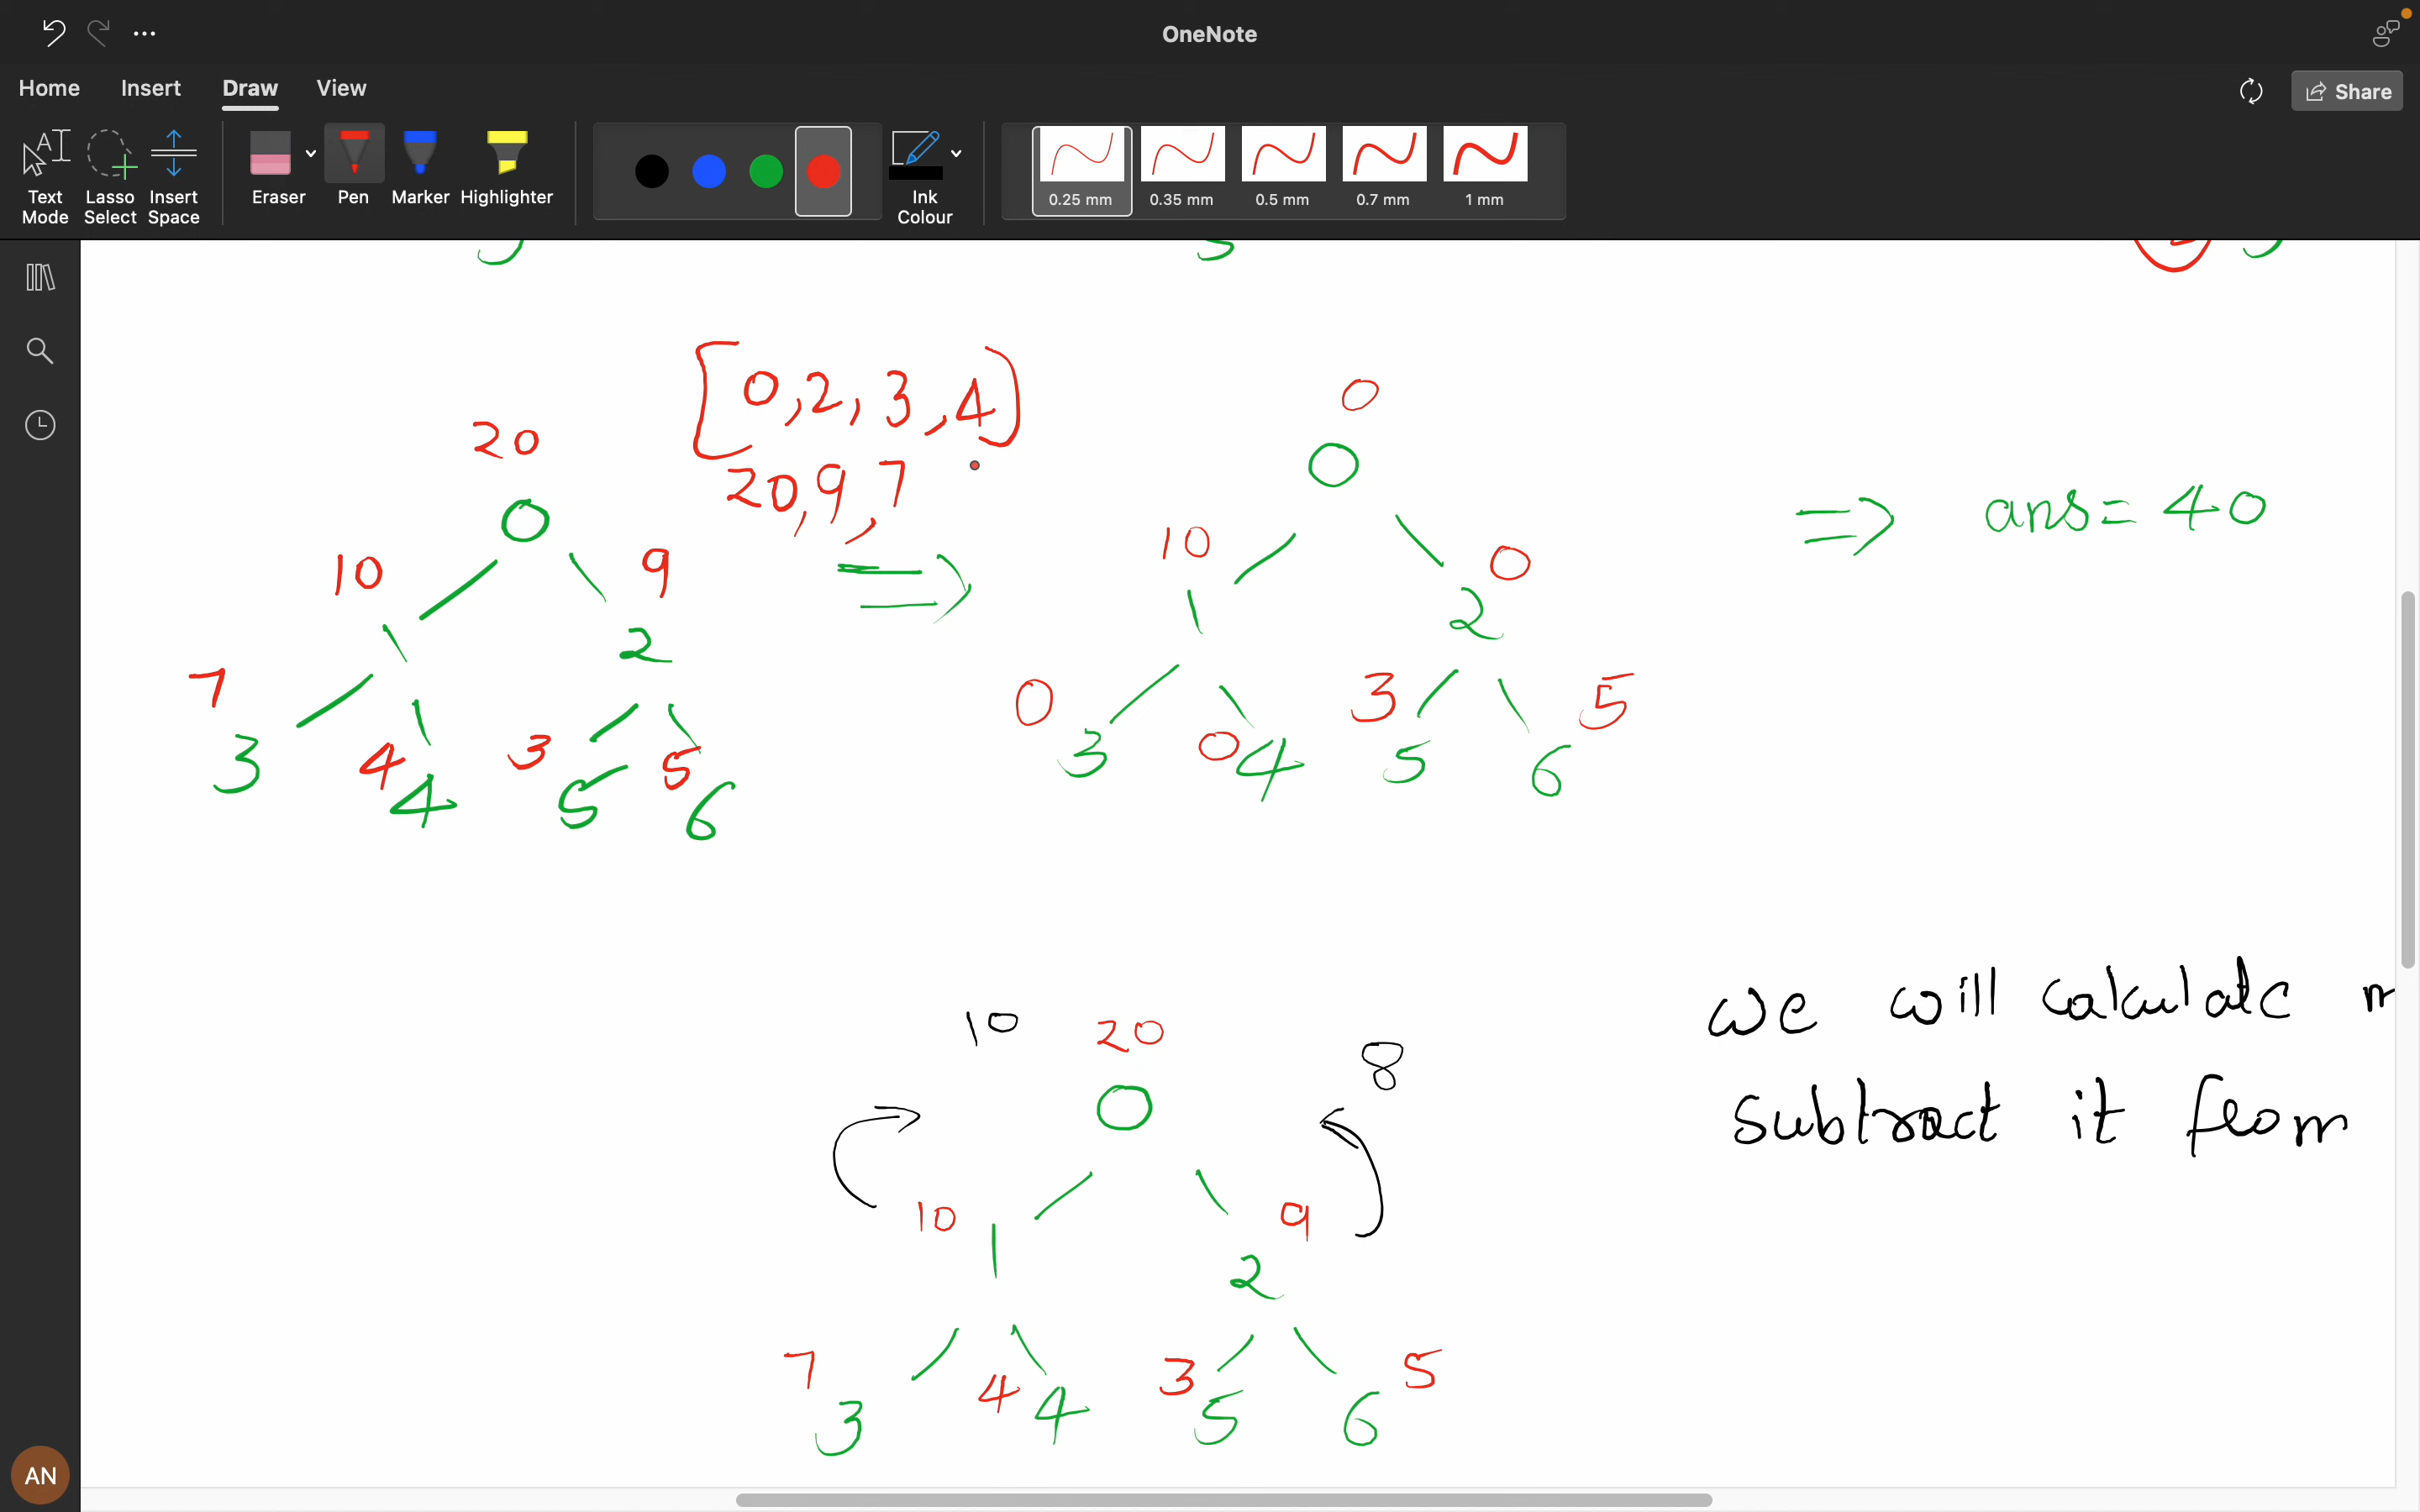 OneNote
Home Insert Draw View
Share
Text Mode
Lasso Select
Insert Space
Eraser
Pen
Marker
Highlighter
Ink Colour
0.25 mm
0.35 mm
0.5 mm
0.7 mm
1 mm
[0,2,3,4]
20,9,7
20
0
10 9
1 2
7 4 3 5
3 4 5 6
0
0
10 0
1 2
0 0 3 5
3 4 5 6
ans = 40
10 20 8
0
10 9
1 2
7 4 3 5
3 4 5 6
we will calculate
subtract it from
AN